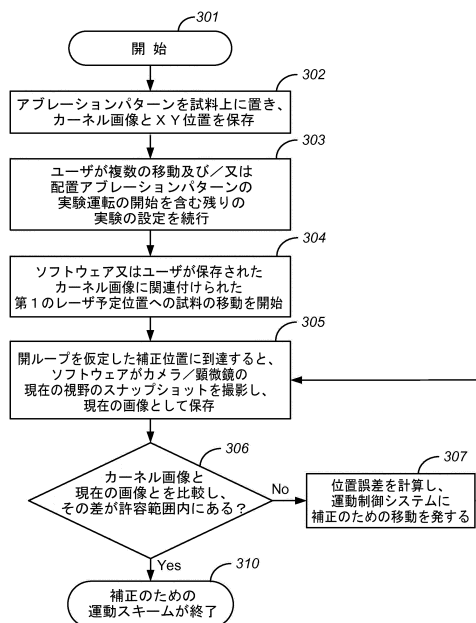 301
開 始
302
アブレーションパターンを試料上に置き、
カーネル画像とＸＹ位置を保存
303
ユーザが複数の移動及び／又は
配置アブレーションパターンの
実験運転の開始を含む残りの
実験の設定を続行
304
ソフトウェア又はユーザが保存された
カーネル画像に関連付けられた
第１のレーザ予定位置への試料の移動を開始
305
開ループを仮定した補正位置に到達すると、
ソフトウェアがカメラ／顕微鏡の
現在の視野のスナップショットを撮影し、
現在の画像として保存
306
カーネル画像と
現在の画像とを比較し、
その差が許容範囲内にある？
No
307
位置誤差を計算し、
運動制御システムに
補正のための移動を発する
Yes
310
補正のための
運動スキームが終了